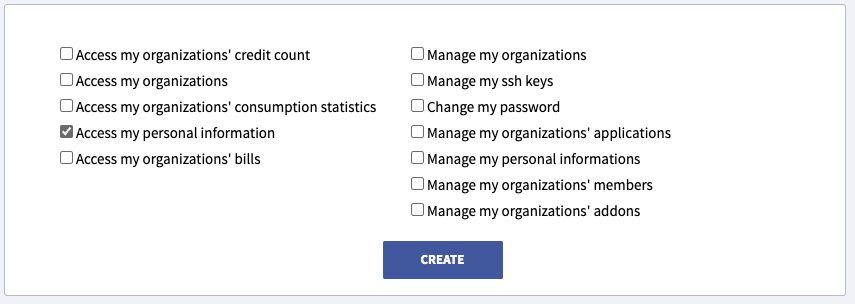 Access my organizations' credit count
Access my organizations
Access my organizations' consumption statistics
Access my personal information
Access my organizations' bills
Manage my organizations
Manage my ssh keys
Change my password
Manage my organizations' applications
Manage my personal informations
Manage my organizations' members
Manage my organizations' addons
CREATE